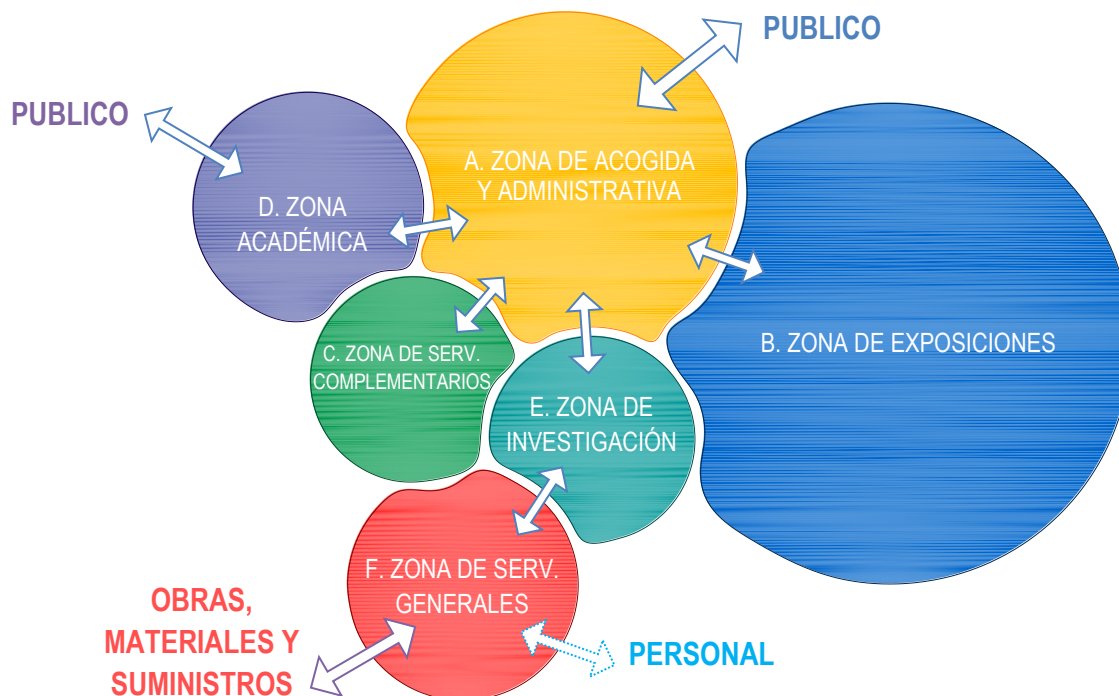 PUBLICO
PUBLICO
A. ZONA DE ACOGIDA
Y ADMINISTRATIVA
D. ZONA
ACADÉMICA
B. ZONA DE EXPOSICIONES
C. ZONA DE SERV.
COMPLEMENTARIOS
E. ZONA DE
INVESTIGACIÓN
F. ZONA DE SERV.
GENERALES
OBRAS,
MATERIALES Y
SUMINISTROS
PERSONAL